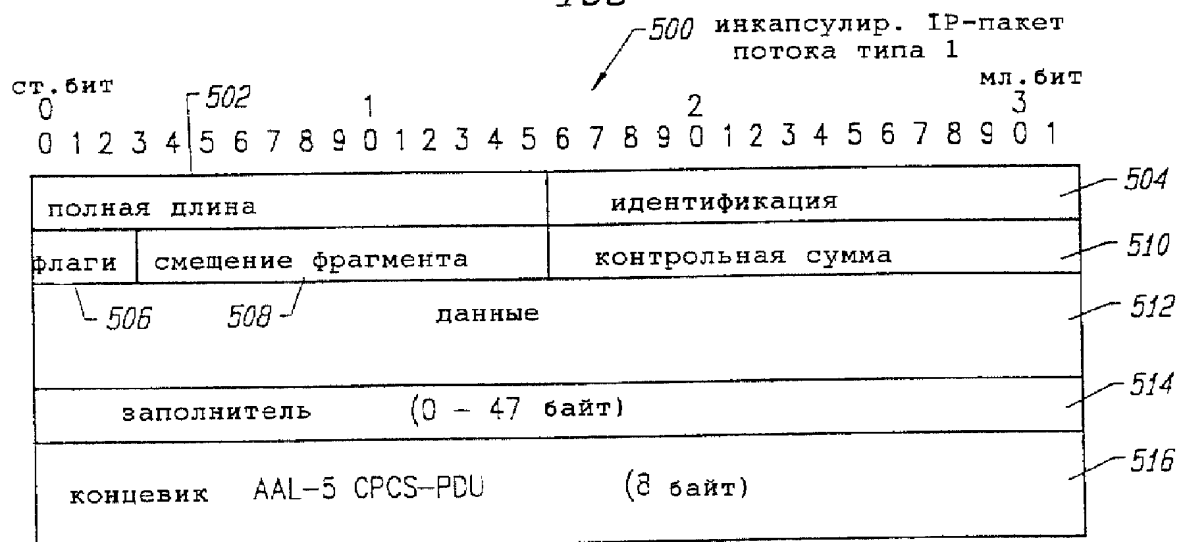 500 инкапсулир. IP-пакет
потока типа 1
ст.бит мл.бит
0 502 1 2 3
0 1 2 3 4 5 6 7 8 9 0 1 2 3 4 5 6 7 8 9 0 1 2 3 4 5 6 7 8 9 0 1
полная длина идентификация 504
флаги смещение фрагмента контрольная сумма 510
506 508 данные 512
заполнитель (0 - 47 байт) 514
концевик AAL-5 CPCS-PDU (8 байт) 516